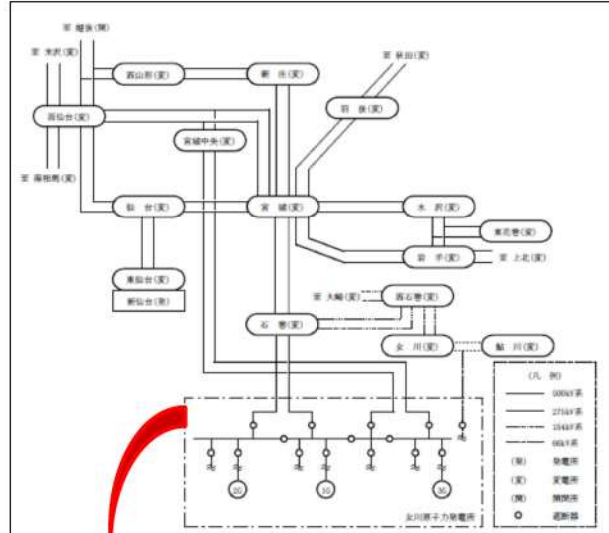 至 越後(開)
至 米沢(変)
至 秋田(変)
西山形(変)
新 庄(変)
羽 後(変)
西仙台(変)
宮城中央(変)
至 南相馬(変)
仙 台(変)
宮 城(変)
水 沢(変)
東花巻(変)
岩 手(変)
至 上北(変)
東仙台(変)
新仙台(発)
至 大崎(変)
西石巻(変)
石 巻(変)
女 川(変)
鮎 川(変)
(凡 例)
500kV系
275kV系
154kV系
66kV系
(発) 発電所
(変) 変電所
(開) 開閉所
遮断器
2G
1G
3G
女川原子力発電所